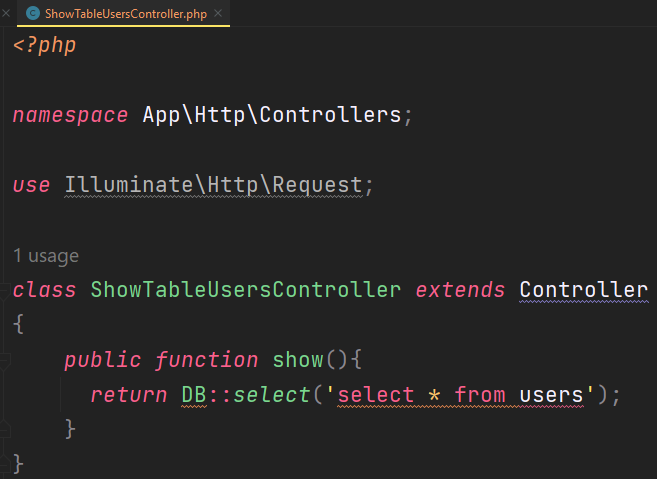 ShowTableUsersController.php
<?php
namespace App\Http\Controllers;
use Illuminate\Http\Request;
1 usage
class ShowTableUsersController extends Controller
{
    public function show(){
      return DB::select('select * from users');
    }
}